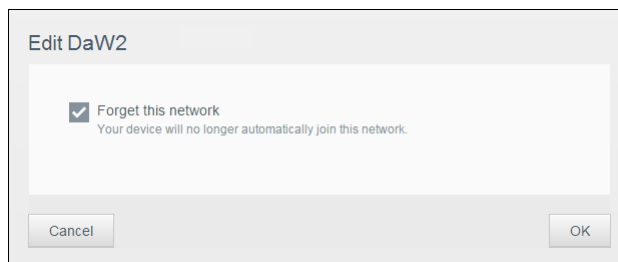 Edit DaW2
Forget this network
Your device will no longer automatically join this network.
Cancel
OK